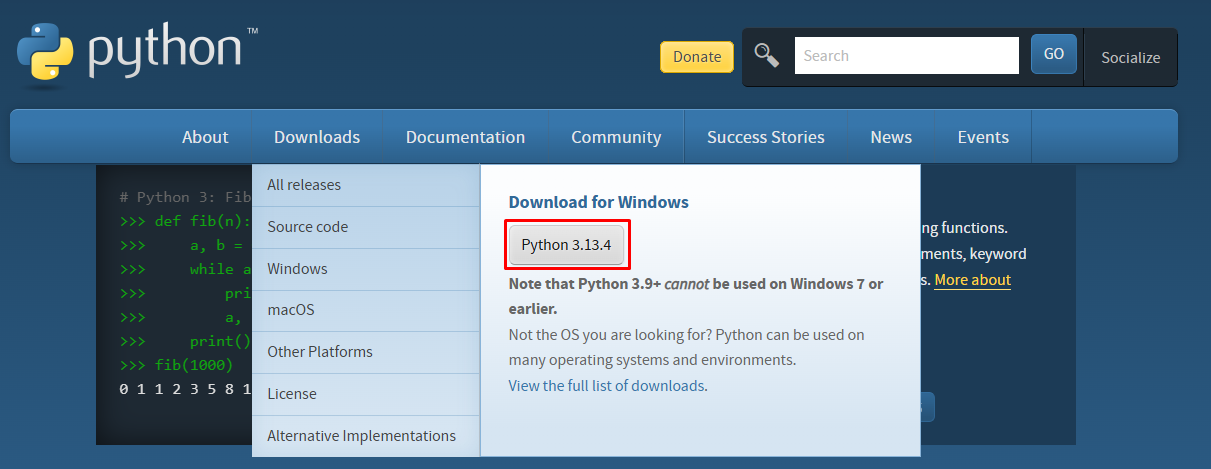 python™
Donate
Search
GO
Socialize
About
Downloads
Documentation
Community
Success Stories
News
Events
# Python 3: Fib
>>> def fib(n):
>>> a, b =
>>> while a
>>> pri
>>> a,
>>> print()
>>> fib(1000)
0 1 1 2 3 5 8 1
All releases
Source code
Windows
macOS
Other Platforms
License
Alternative Implementations
Download for Windows
Python 3.13.4
Note that Python 3.9+ cannot be used on Windows 7 or
earlier.
Not the OS you are looking for? Python can be used on
many operating systems and environments.
View the full list of downloads.
ng functions.
ments, keyword
s. More about